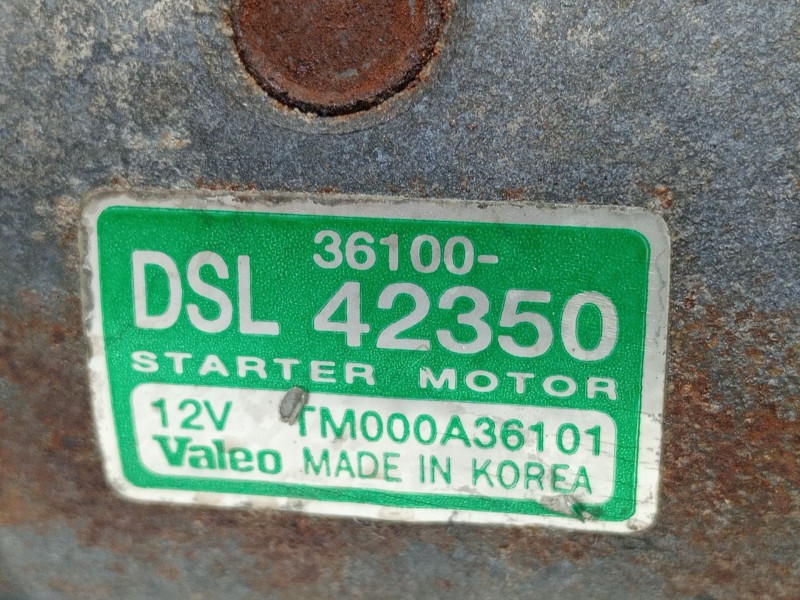 DSL 36100-
42350
STARTER MOTOR
12V TM000A36101
Valeo MADE IN KOREA